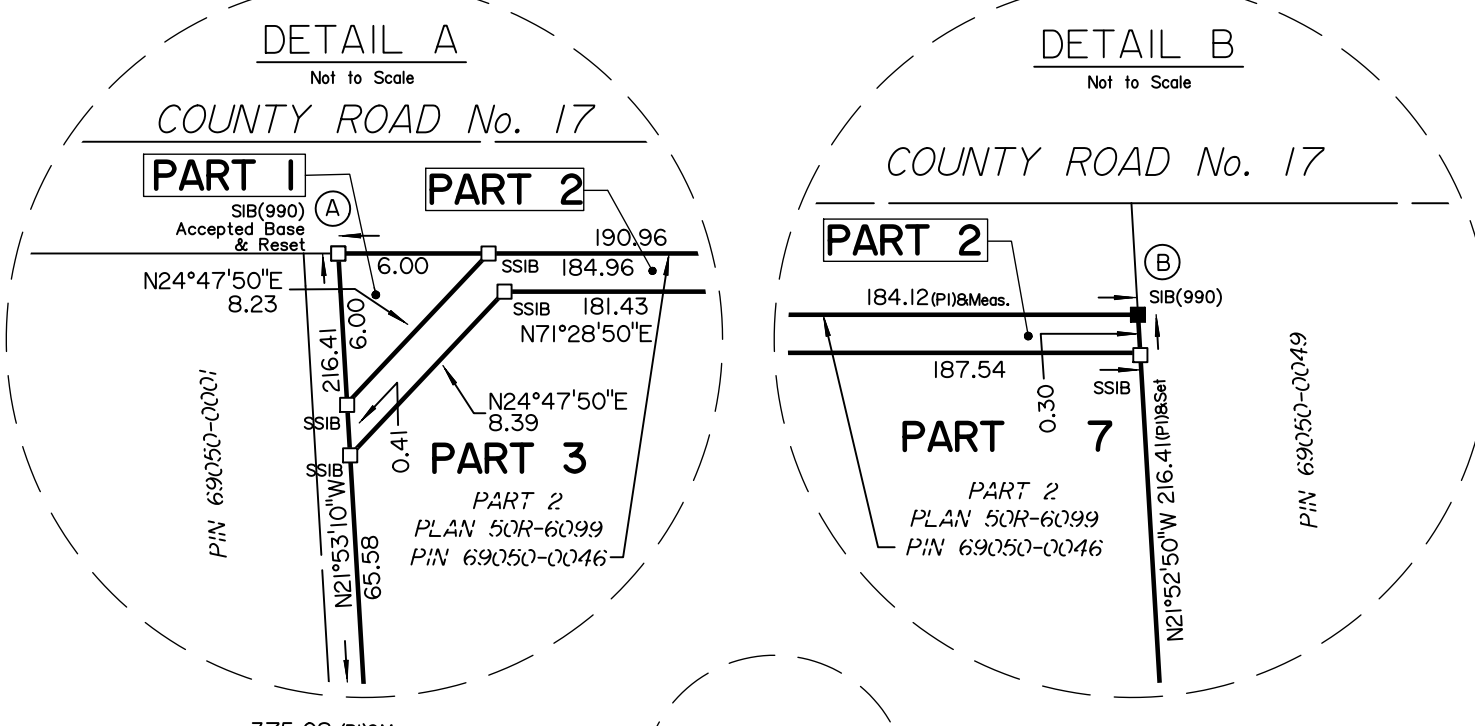 DETAIL A
Not to Scale
COUNTY ROAD No. 17
PART 1
PART 2
SIB(990)
Accepted Base
& Reset
A
190.96
6.00
SSIB
184.96
N24°47'50"E
8.23
SSIB
181.43
N71°28'50"E
6.00
216.41
SSIB
N24°47'50"E
8.39
0.41
SSIB
PART 3
PIN 69050-0001
PART 2
PLAN 50R-6099
PIN 69050-0046
N21°53'10"W
65.58
DETAIL B
Not to Scale
COUNTY ROAD No. 17
PART 2
B
184.12(P1)&Meas.
SIB(990)
187.54
SSIB
0.30
PART 7
PART 2
PLAN 50R-6099
PIN 69050-0046
N21°52'50"W 216.41(P1)&Set
PIN 69050-0049